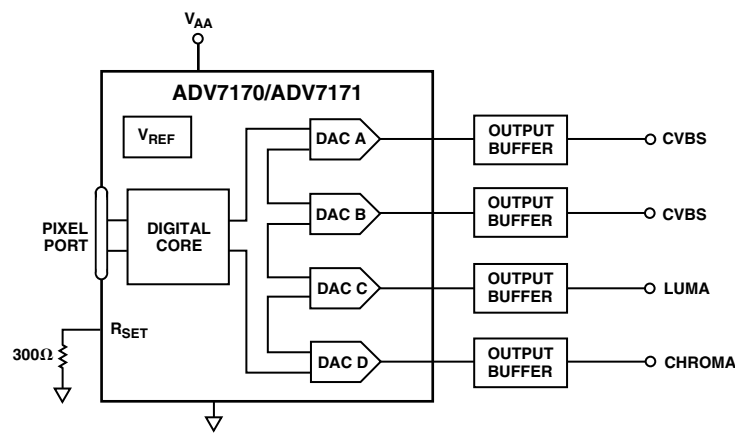 VAA
ADV7170/ADV7171
VREF
DAC A
OUTPUT
BUFFER
CVBS
PIXEL
PORT
DIGITAL
CORE
DAC B
OUTPUT
BUFFER
CVBS
DAC C
OUTPUT
BUFFER
LUMA
RSET
300Ω
DAC D
OUTPUT
BUFFER
CHROMA